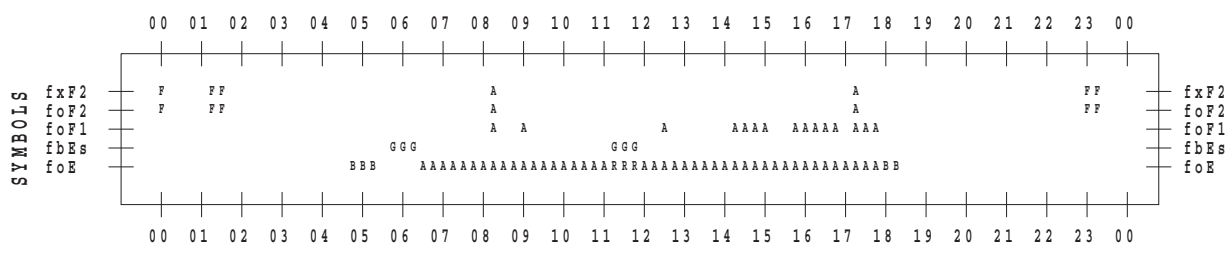 00 01 02 03 04 05 06 07 08 09 10 11 12 13 14 15 16 17 18 19 20 21 22 23 00
SYMBOLS
fxF2 F FF A A FF fxF2
foF2 F FF A A FF foF2
foF1 A A A AAAA AAAAA AAA foF1
fbEs GGG GGG fbEs
foE BBB AAAAAAAAAAAAAAAAAAARRRAAAAAAAAAAAAAAAAAAAAAAAABB foE
00 01 02 03 04 05 06 07 08 09 10 11 12 13 14 15 16 17 18 19 20 21 22 23 00